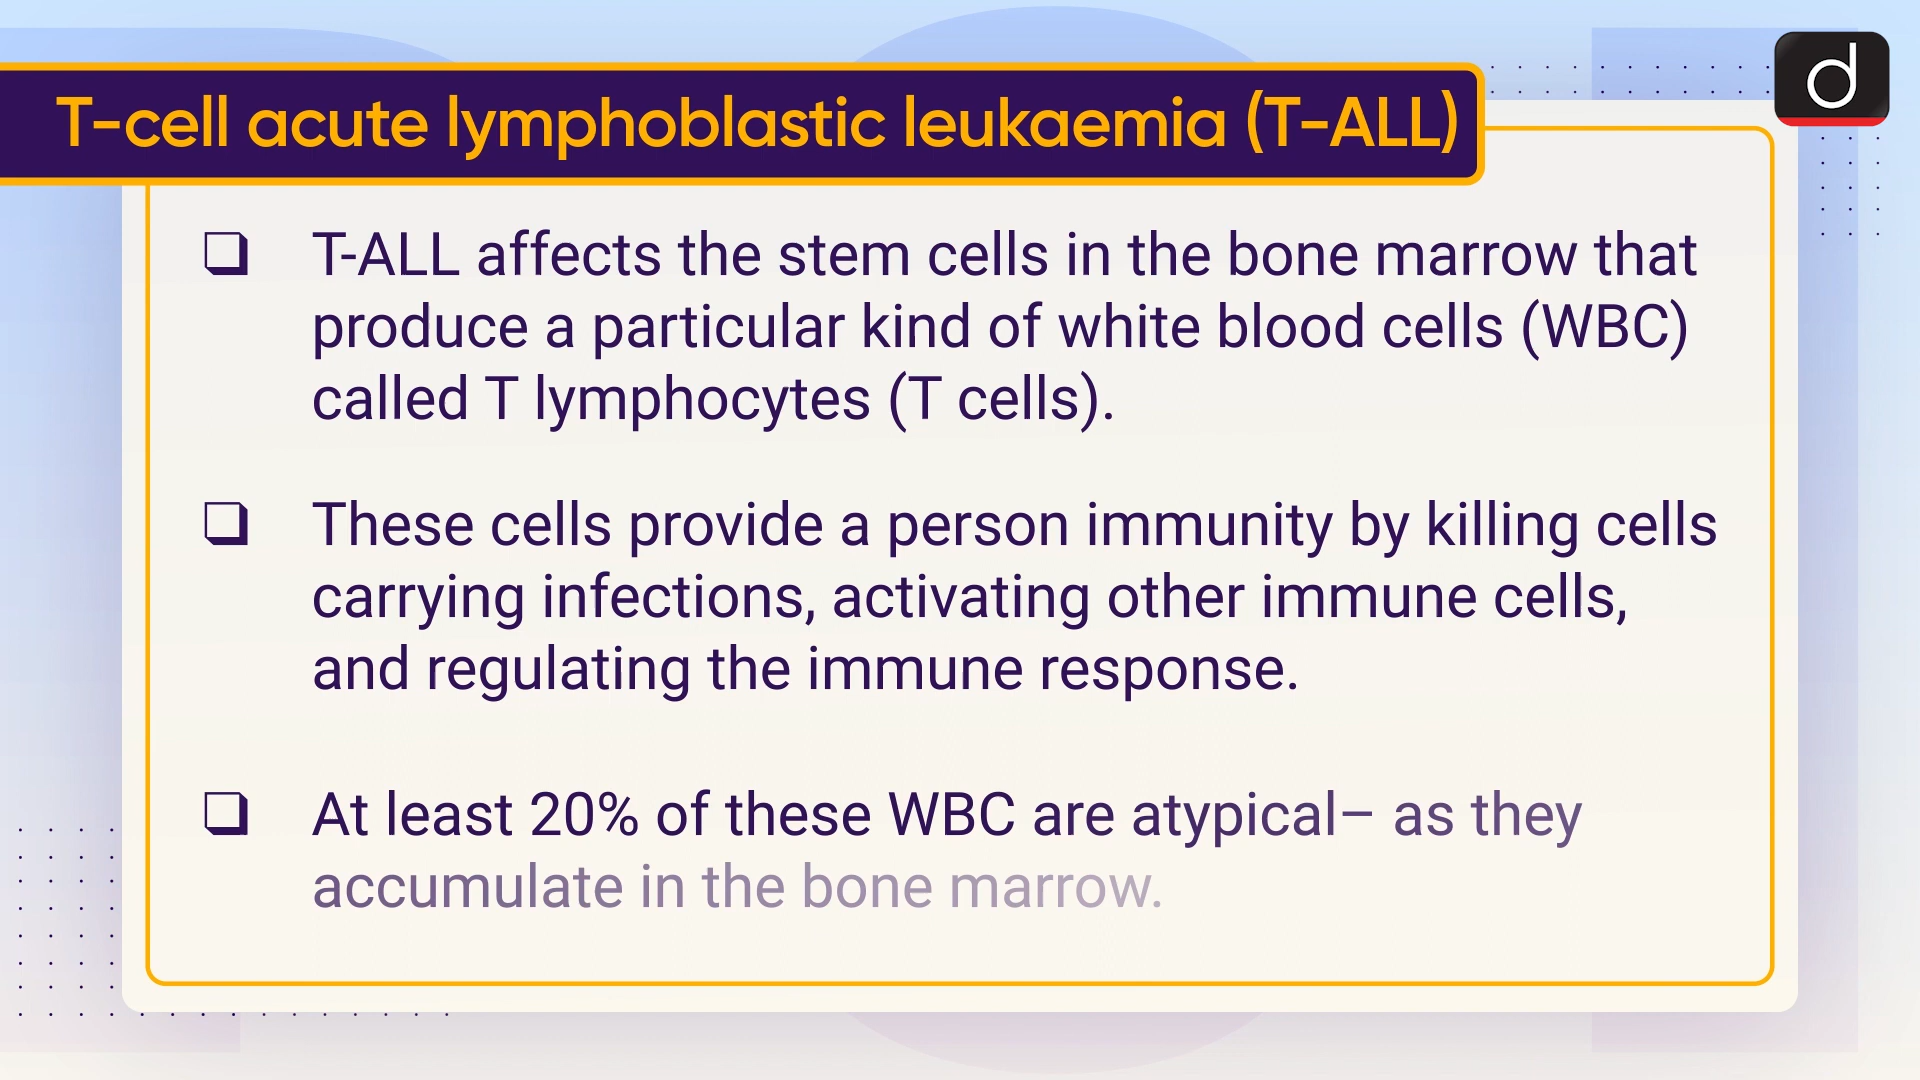 T-cell acute lymphoblastic leukaemia (T-ALL)
d
❑ T-ALL affects the stem cells in the bone marrow that
produce a particular kind of white blood cells (WBC)
called T lymphocytes (T cells).
❑ These cells provide a person immunity by killing cells
carrying infections, activating other immune cells,
and regulating the immune response.
❑ At least 20% of these WBC are atypical– as they
accumulate in the bone marrow.